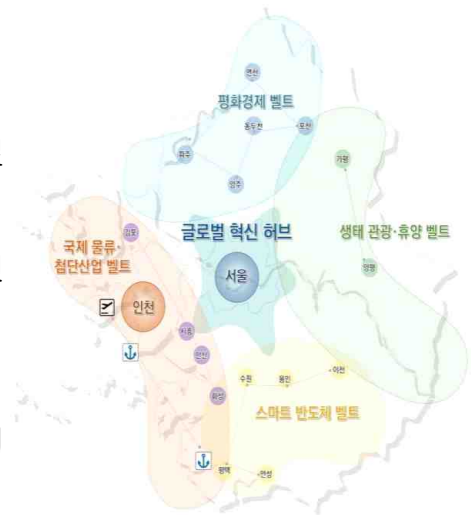 연천
평화경제 벨트
동두천
포천
파주
양주
가평
글로벌 혁신 허브
생태 관광·휴양 벨트
김포
국제 물류·
첨단산업 벨트
서울
양평
인천
시흥
안산
수원
용인
이천
화성
스마트 반도체 벨트
평택
안성